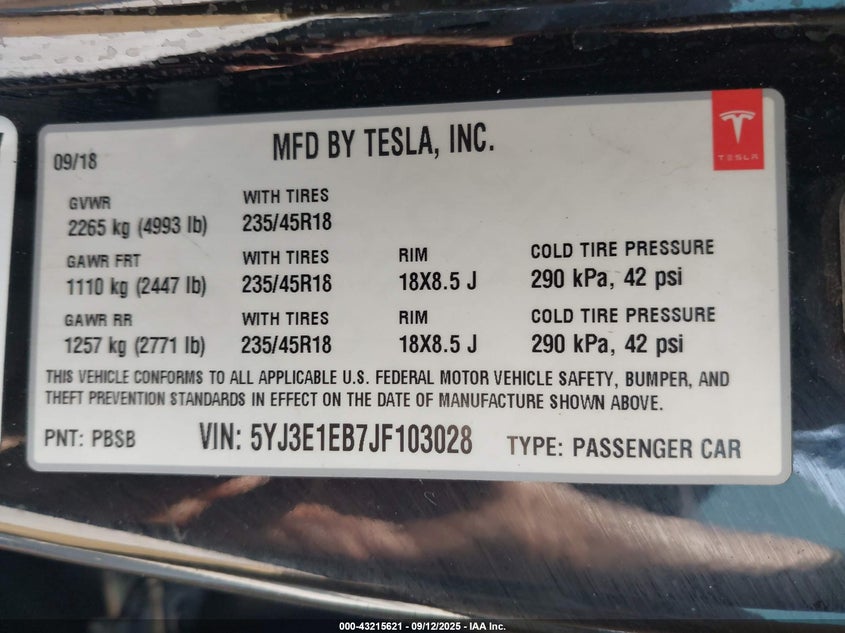 09/18
MFD BY TESLA, INC.
TESLA
GVWR
2265 kg (4993 lb)
WITH TIRES
235/45R18
GAWR FRT
1110 kg (2447 lb)
WITH TIRES
235/45R18
RIM
18X8.5 J
COLD TIRE PRESSURE
290 kPa, 42 psi
GAWR RR
1257 kg (2771 lb)
WITH TIRES
235/45R18
RIM
18X8.5 J
COLD TIRE PRESSURE
290 kPa, 42 psi
THIS VEHICLE CONFORMS TO ALL APPLICABLE U.S. FEDERAL MOTOR VEHICLE SAFETY, BUMPER, AND
THEFT PREVENTION STANDARDS IN EFFECT ON THE DATE OF MANUFACTURE SHOWN ABOVE.
PNT: PBSB
VIN: 5YJ3E1EB7JF103028
TYPE: PASSENGER CAR
000-43215621 - 09/12/2025 - IAA Inc.